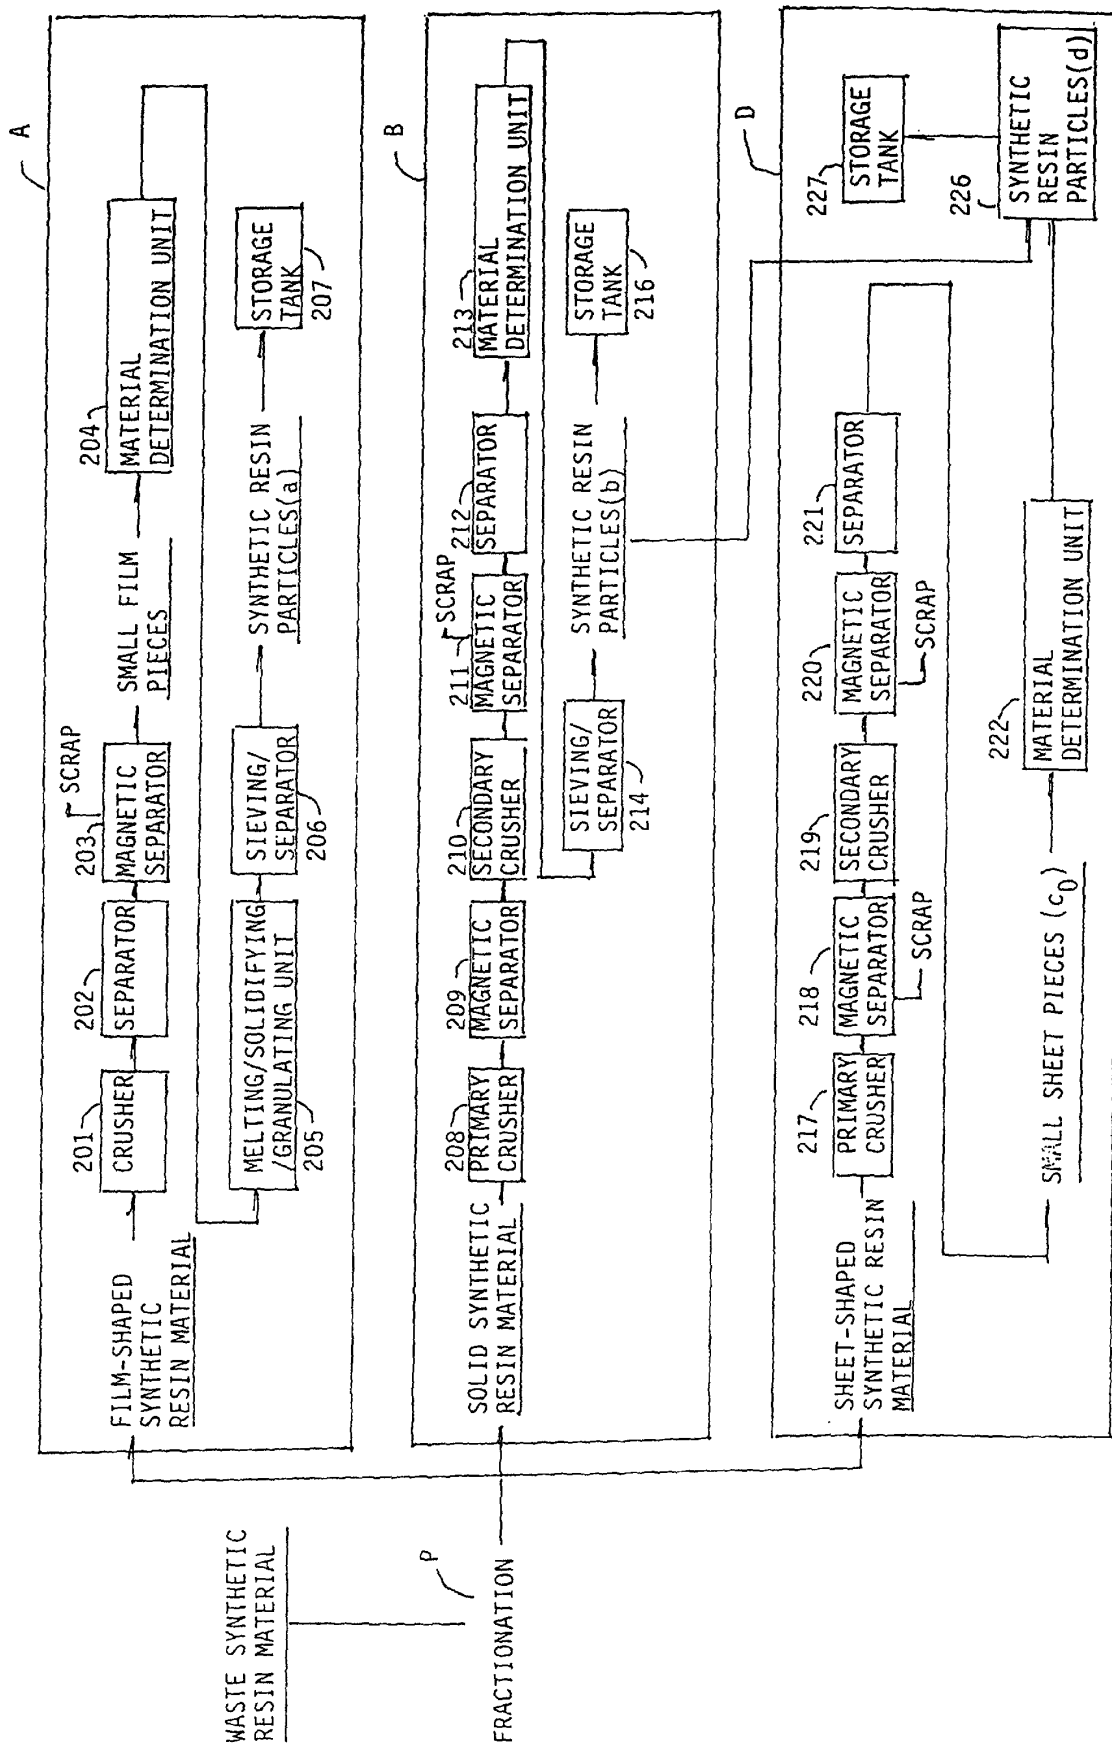 WASTE SYNTHETIC
RESIN MATERIAL
P
FRACTIONATION
A
FILM-SHAPED
SYNTHETIC
RESIN MATERIAL
201
CRUSHER
202
SEPARATOR
203
MAGNETIC
SEPARATOR
SCRAP
SMALL FILM
PIECES
204
MATERIAL
DETERMINATION UNIT
MELTING/SOLIDIFYING
/GRANULATING UNIT
205
SIEVING/
SEPARATOR
206
SYNTHETIC RESIN
PARTICLES(a)
STORAGE
TANK
207
B
SOLID SYNTHETIC
RESIN MATERIAL
208
PRIMARY
CRUSHER
209
MAGNETIC
SEPARATOR
210
SECONDARY
CRUSHER
211
MAGNETIC
SEPARATOR
SCRAP
212
SEPARATOR
213
MATERIAL
DETERMINATION UNIT
SIEVING/
SEPARATOR
214
SYNTHETIC RESIN
PARTICLES(b)
STORAGE
TANK
216
D
SHEET-SHAPED
SYNTHETIC RESIN
MATERIAL
217
PRIMARY
CRUSHER
218
MAGNETIC
SEPARATOR
SCRAP
219
SECONDARY
CRUSHER
220
MAGNETIC
SEPARATOR
SCRAP
221
SEPARATOR
SMALL SHEET PIECES (c0)
222
MATERIAL
DETERMINATION UNIT
226
SYNTHETIC
RESIN
PARTICLES(d)
227
STORAGE
TANK